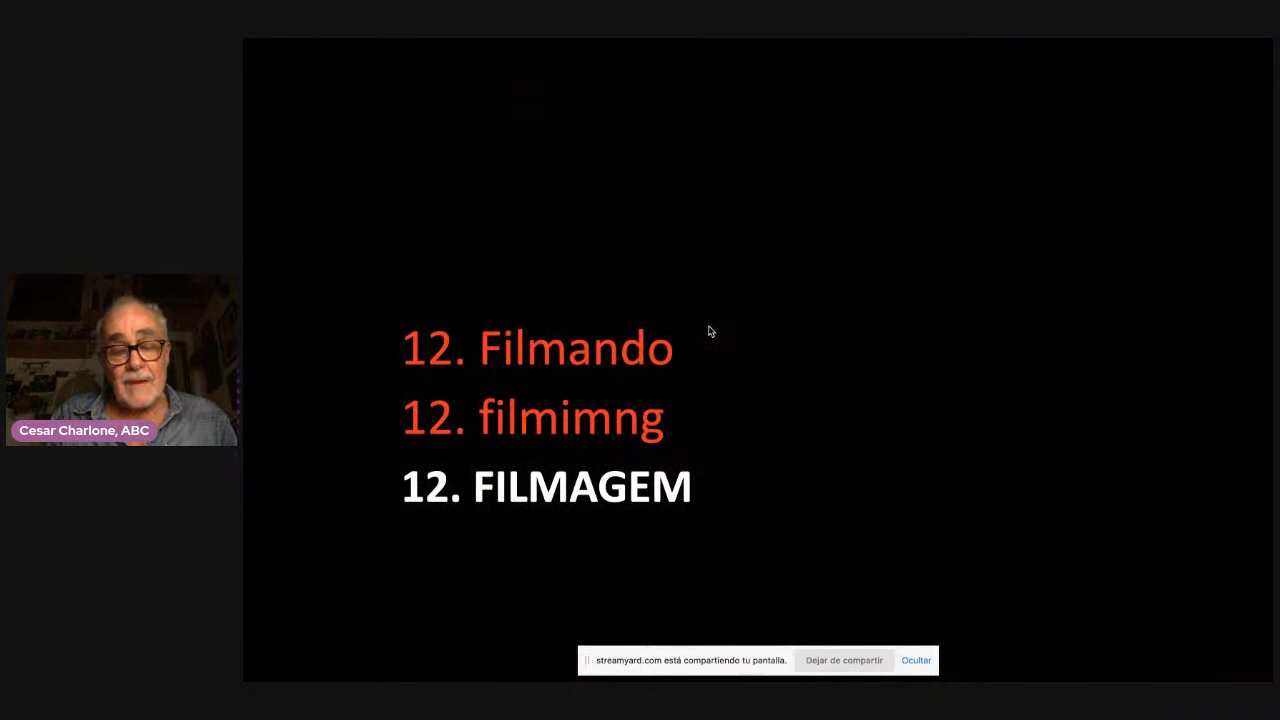 12. Filmando
12. filmimng
12. FILMAGEM
Cesar Charlone, ABC
streamyard.com está compartiendo tu pantalla.
Dejar de compartir
Ocultar